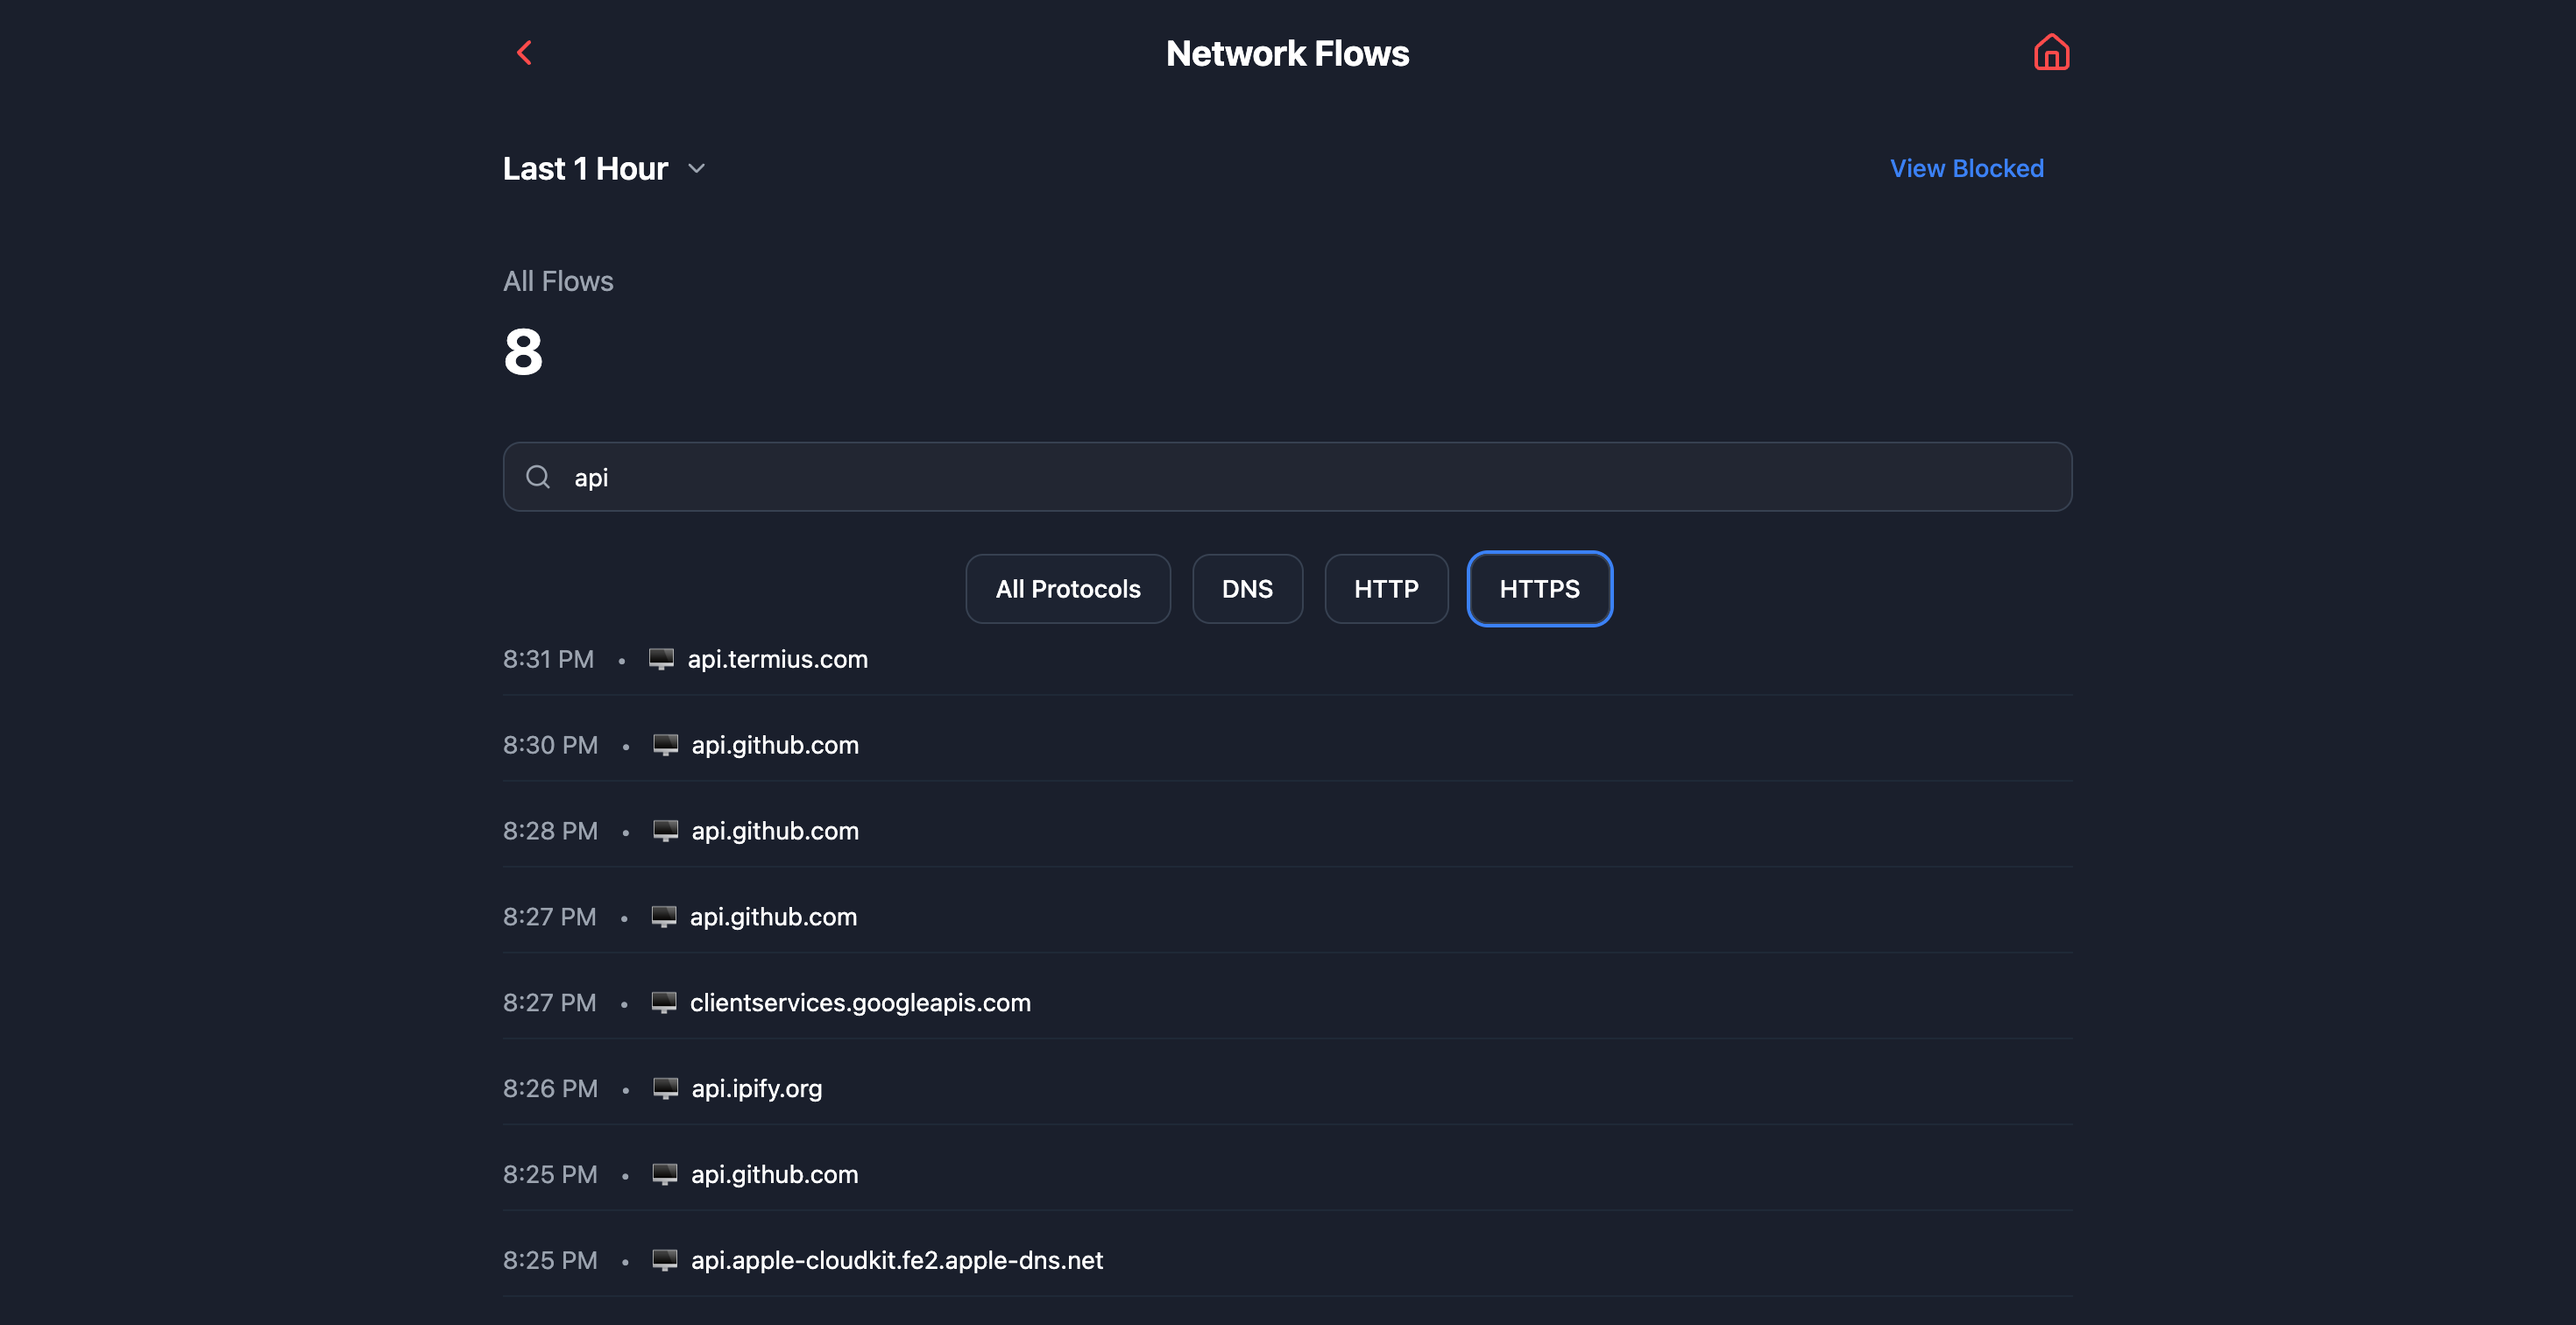 Network Flows
Last 1 Hour
View Blocked
All Flows
8
api
All Protocols DNS HTTP HTTPS
8:31 PM • api.termius.com
8:30 PM • api.github.com
8:28 PM • api.github.com
8:27 PM • api.github.com
8:27 PM • clientservices.googleapis.com
8:26 PM • api.ipify.org
8:25 PM • api.github.com
8:25 PM • api.apple-cloudkit.fe2.apple-dns.net